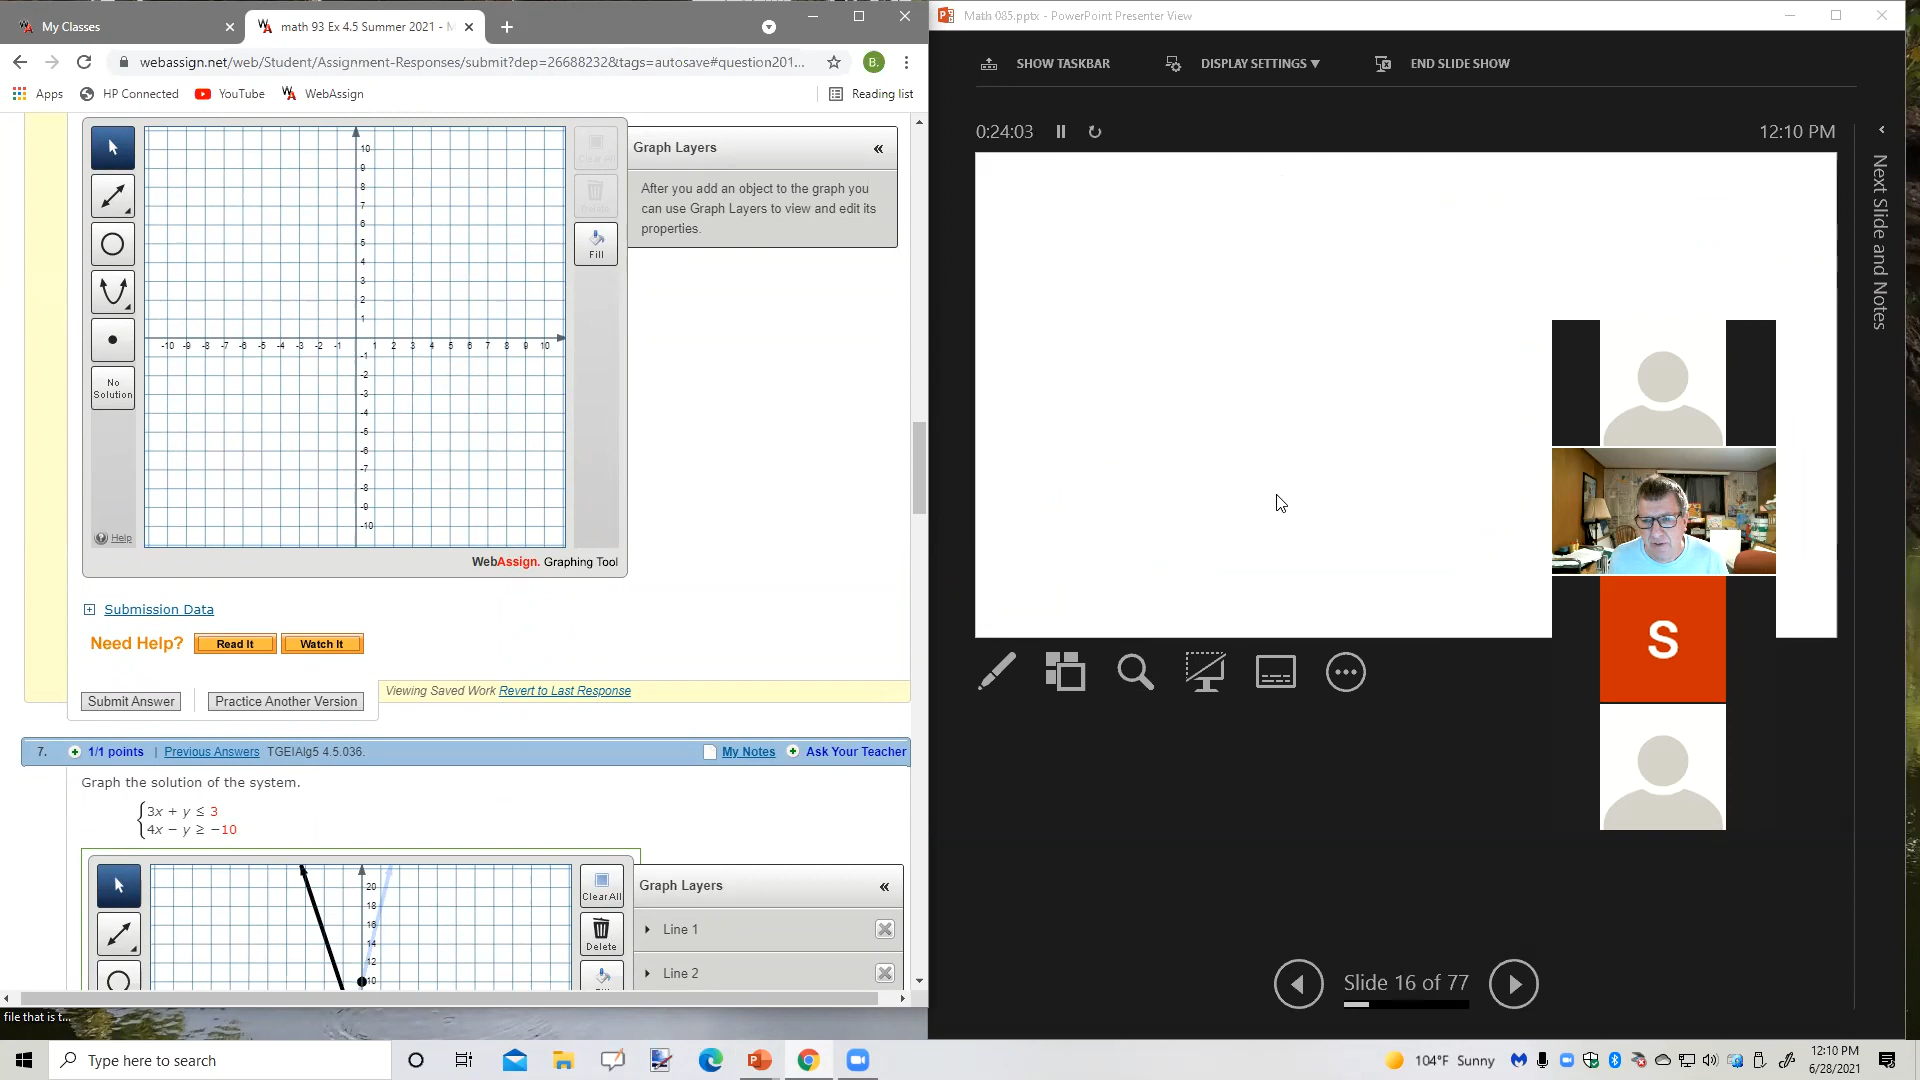 My Classes
math 93 Ex 4.5 Summer 2021 - M
Math 085.pptx - PowerPoint Presenter View
webassign.net/web/Student/Assignment-Responses/submit?dep=26688232&tags=autosave#question201...
B.
Apps
HP Connected
YouTube
WebAssign
Reading list
SHOW TASKBAR
DISPLAY SETTINGS ▼
END SLIDE SHOW
0:24:03
12:10 PM
Next Slide and Notes
Graph Layers
After you add an object to the graph you
can use Graph Layers to view and edit its
properties.
Clear All
Delete
Fill
10
9
8
7
6
5
4
3
2
1
-10 -9 -8 -7 -6 -5 -4 -3 -2 -1 1 2 3 4 5 6 7 8 9 10
-1
-2
-3
-4
-5
-6
-7
-8
-9
-10
No
Solution
Help
WebAssign. Graphing Tool
Submission Data
Need Help? Read It Watch It
Submit Answer
Practice Another Version
Viewing Saved Work Revert to Last Response
7. 1/1 points | Previous Answers TGEIAlg5 4.5.036.
My Notes
Ask Your Teacher
Graph the solution of the system.
3x + y ≤ 3
4x − y ≥ −10
Graph Layers
Clear All
Delete
Line 1
Line 2
20
18
16
14
12
10
S
Slide 16 of 77
file that is t...
Type here to search
104°F Sunny
12:10 PM
6/28/2021